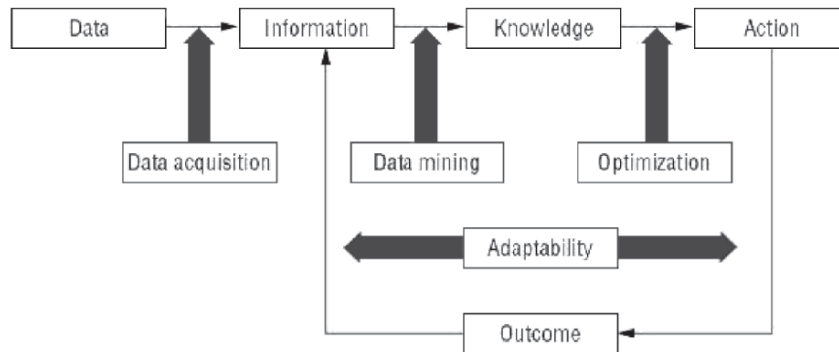 Data
Information
Knowledge
Action
Data acquisition
Data mining
Optimization
Adaptability
Outcome